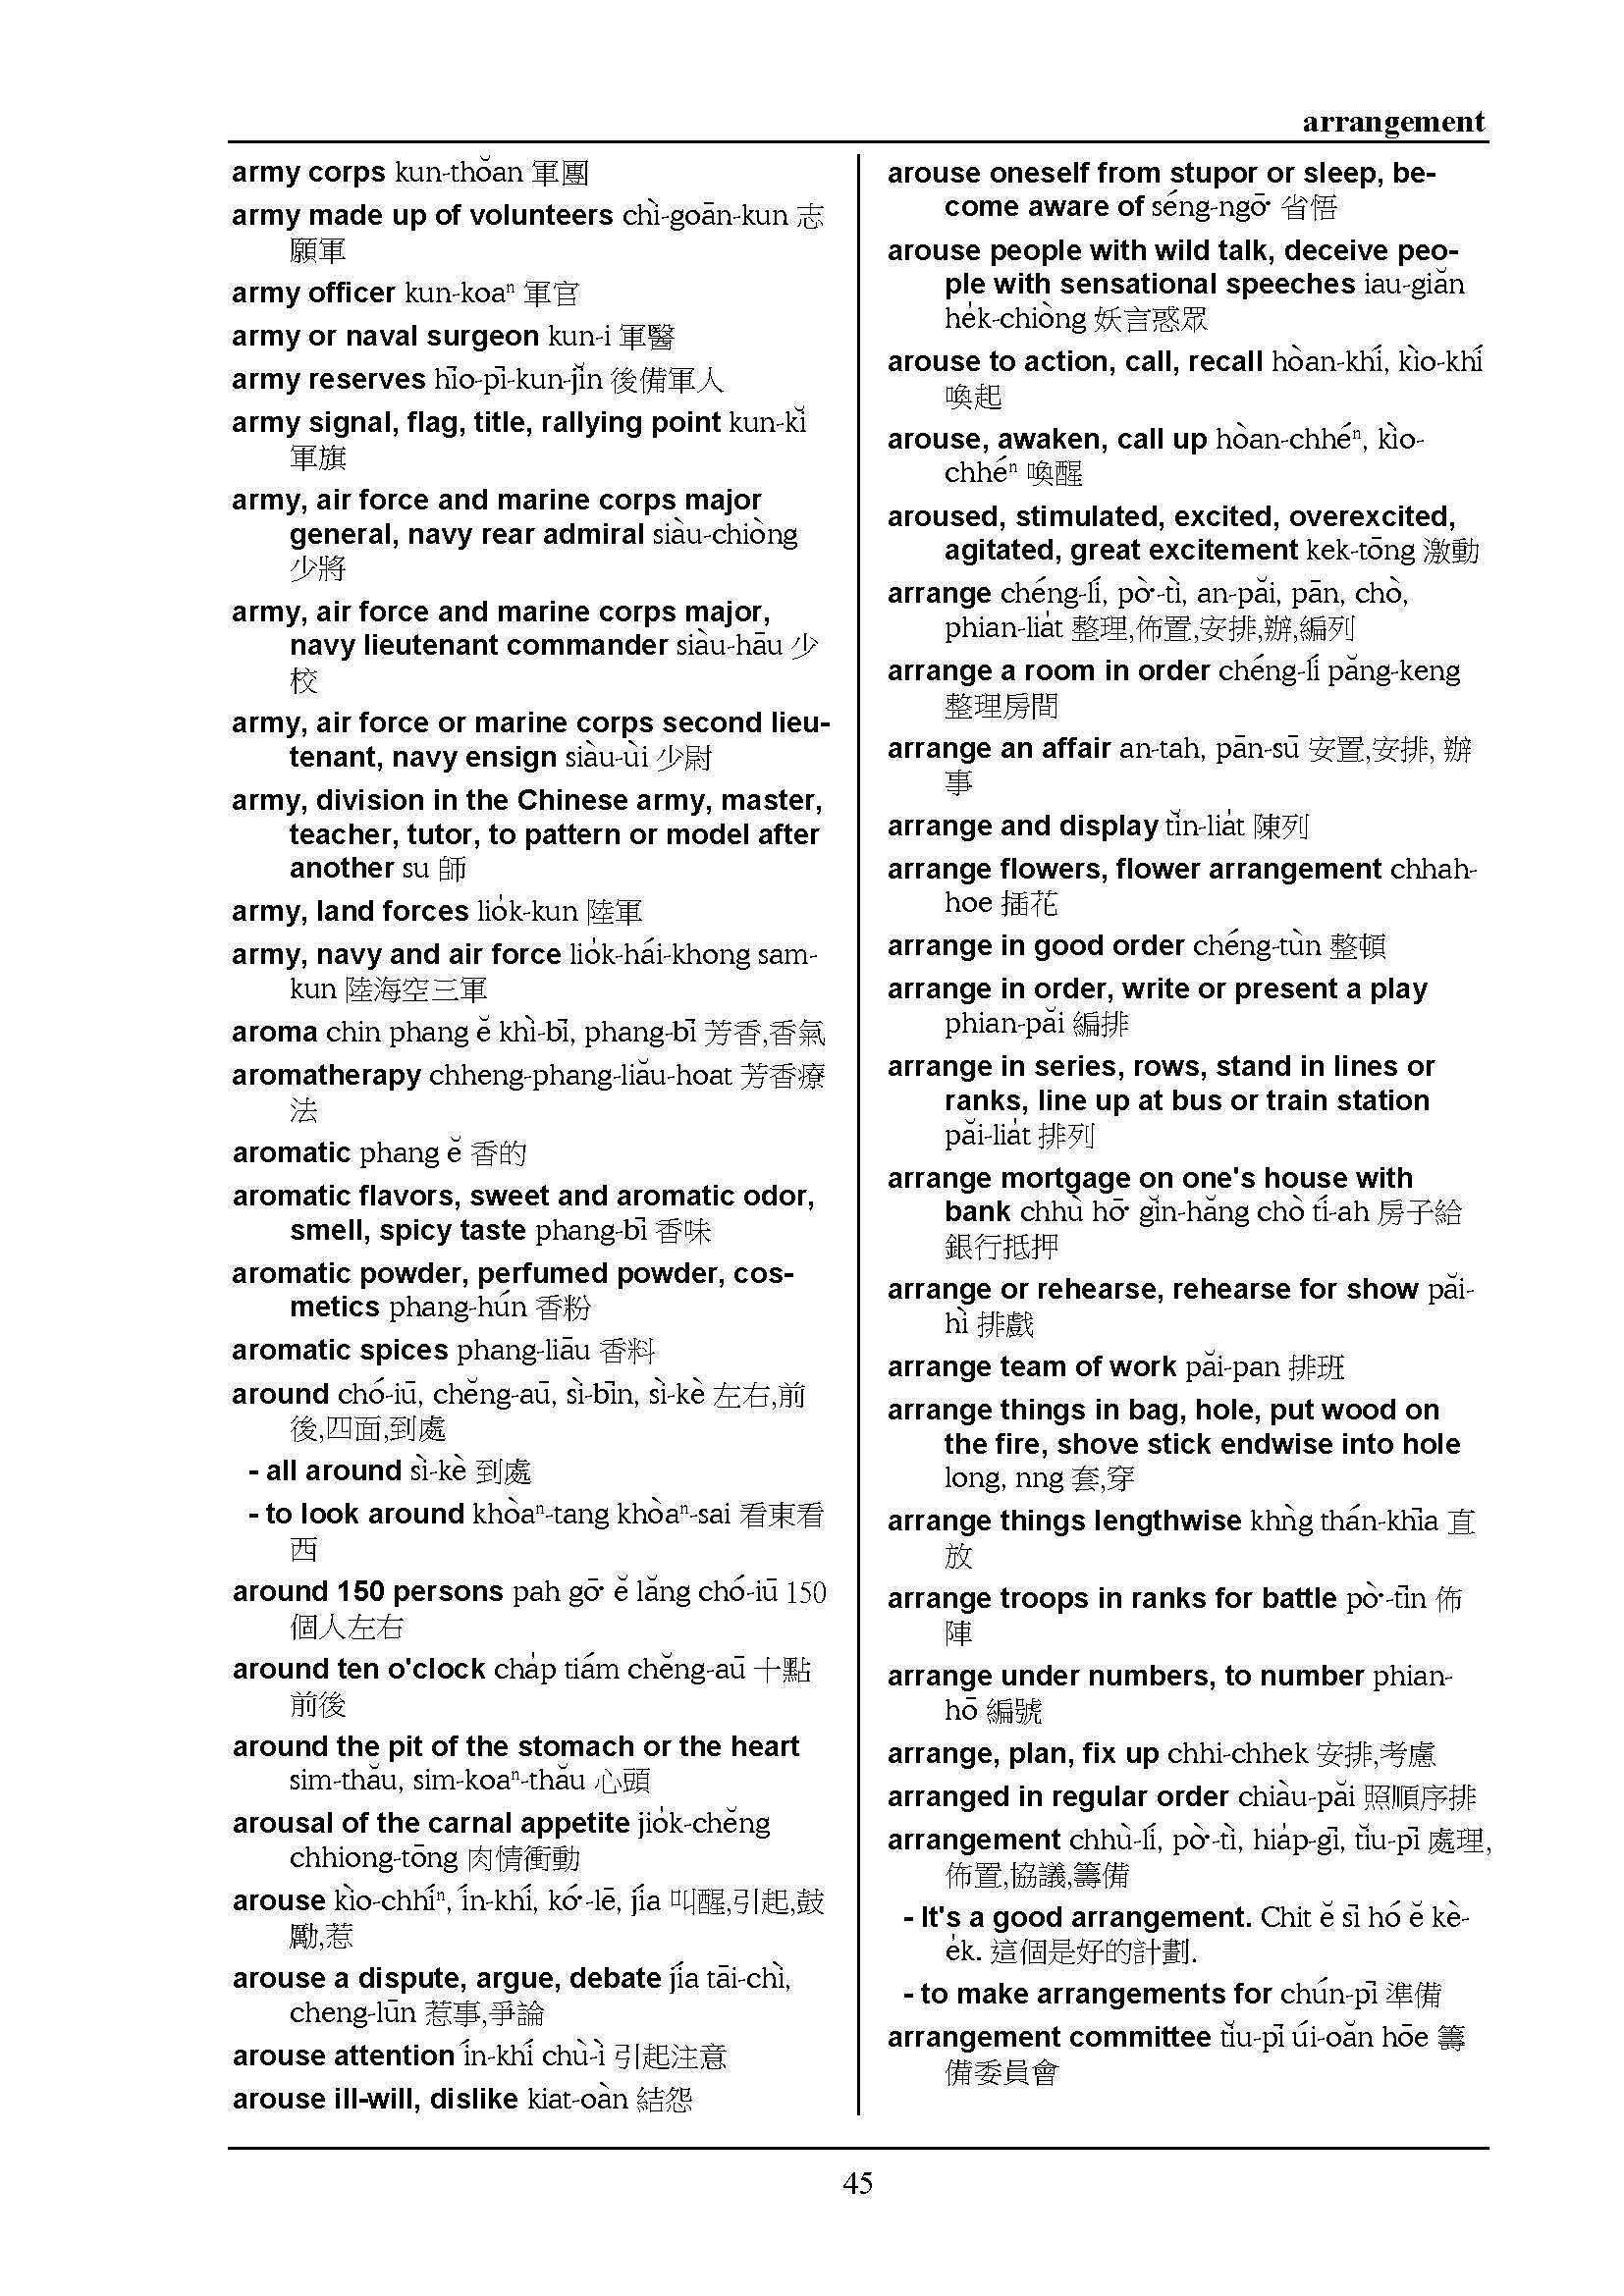 arrangement
army corps kun-thŏan 軍團
army made up of volunteers chì-goān-kun 志
願軍
army officer kun-koaⁿ 軍官
army or naval surgeon kun-i 軍醫
army reserves hīo-pī-kun-jĭn 後備軍人
army signal, flag, title, rallying point kun-kĭ
軍旗
army, air force and marine corps major
general, navy rear admiral siàu-chiòng
少將
army, air force and marine corps major,
navy lieutenant commander siàu-hāu 少
校
army, air force or marine corps second lieu-
tenant, navy ensign siàu-ùi 少尉
army, division in the Chinese army, master,
teacher, tutor, to pattern or model after
another su 師
army, land forces lio̍k-kun 陸軍
army, navy and air force lio̍k-hái-khong sam-
kun 陸海空三軍
aroma chin phang ĕ khì-bī, phang-bī 芳香,香氣
aromatherapy chheng-phang-liău-hoat 芳香療
法
aromatic phang ĕ 香的
aromatic flavors, sweet and aromatic odor,
smell, spicy taste phang-bī 香味
aromatic powder, perfumed powder, cos-
metics phang-hún 香粉
aromatic spices phang-liāu 香料
around chó-iū, chĕng-aū, sì-bīn, sì-kè 左右,前
後,四面,到處
- all around sì-kè 到處
- to look around khòaⁿ-tang khòaⁿ-sai 看東看
西
around 150 persons pah gō͘ ĕ lăng chó-iū 150
個人左右
around ten o'clock cha̍p tiám chĕng-aū 十點
前後
around the pit of the stomach or the heart
sim-thău, sim-koaⁿ-thău 心頭
arousal of the carnal appetite jio̍k-chĕng
chhiong-tōng 肉情衝動
arouse kìo-chhíⁿ, ín-khí, kó͘-lē, jía 叫醒,引起,鼓
勵,惹
arouse a dispute, argue, debate jía tāi-chì,
cheng-lūn 惹事,爭論
arouse attention ín-khí chù-ì 引起注意
arouse ill-will, dislike kiat-oàn 結怨
arouse oneself from stupor or sleep, be-
come aware of séng-ngō͘ 省悟
arouse people with wild talk, deceive peo-
ple with sensational speeches iau-giăn
he̍k-chiòng 妖言惑眾
arouse to action, call, recall hòan-khí, kìo-khí
喚起
arouse, awaken, call up hòan-chhéⁿ, kìo-
chhéⁿ 喚醒
aroused, stimulated, excited, overexcited,
agitated, great excitement kek-tōng 激動
arrange chéng-lí, pò͘-tì, an-păi, pān, chò,
phian-lia̍t 整理,佈置,安排,辦,編列
arrange a room in order chéng-lí păng-keng
整理房間
arrange an affair an-tah, pān-sū 安置,安排, 辦
事
arrange and display tĭn-lia̍t 陳列
arrange flowers, flower arrangement chhah-
hoe 插花
arrange in good order chéng-tùn 整頓
arrange in order, write or present a play
phian-păi 編排
arrange in series, rows, stand in lines or
ranks, line up at bus or train station
păi-lia̍t 排列
arrange mortgage on one's house with
bank chhù hō͘ gĭn-hăng chò tí-ah 房子給
銀行抵押
arrange or rehearse, rehearse for show păi-
hì 排戲
arrange team of work păi-pan 排班
arrange things in bag, hole, put wood on
the fire, shove stick endwise into hole
long, nng 套,穿
arrange things lengthwise khǹg thán-khīa 直
放
arrange troops in ranks for battle pò͘-tīn 佈
陣
arrange under numbers, to number phian-
hō 編號
arrange, plan, fix up chhi-chhek 安排,考慮
arranged in regular order chiàu-păi 照順序排
arrangement chhù-lí, pò͘-tì, hia̍p-gī, tĭu-pī 處理,
佈置,協議,籌備
- It's a good arrangement. Chit ĕ sī hó ĕ kè-
e̍k. 這個是好的計劃.
- to make arrangements for chún-pī 準備
arrangement committee tĭu-pī úi-oăn hōe 籌
備委員會
45